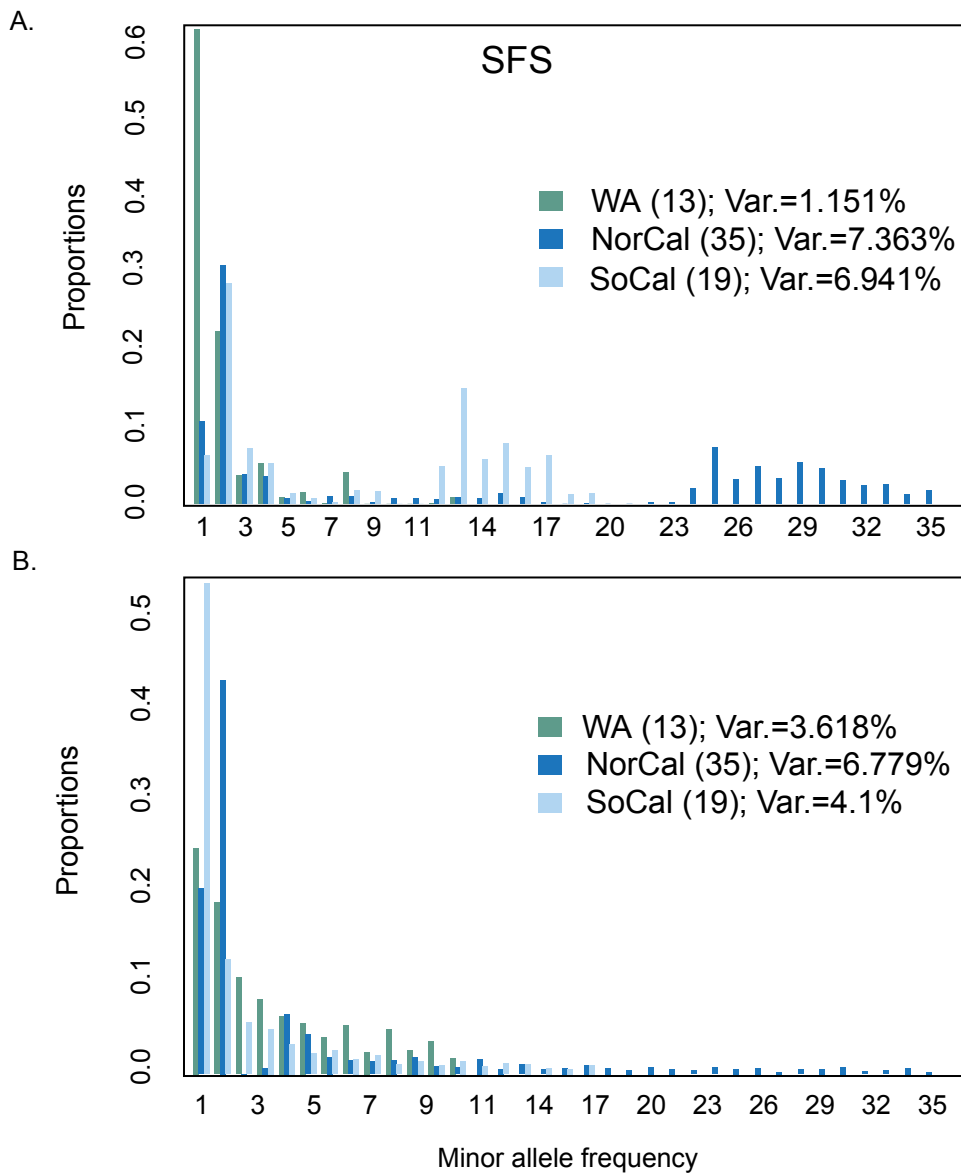 A.
SFS
Proportions
0.0 0.1 0.2 0.3 0.4 0.5 0.6
WA (13); Var.=1.151%
NorCal (35); Var.=7.363%
SoCal (19); Var.=6.941%
1 3 5 7 9 11 14 17 20 23 26 29 32 35
B.
Proportions
0.0 0.1 0.2 0.3 0.4 0.5
WA (13); Var.=3.618%
NorCal (35); Var.=6.779%
SoCal (19); Var.=4.1%
1 3 5 7 9 11 14 17 20 23 26 29 32 35
Minor allele frequency